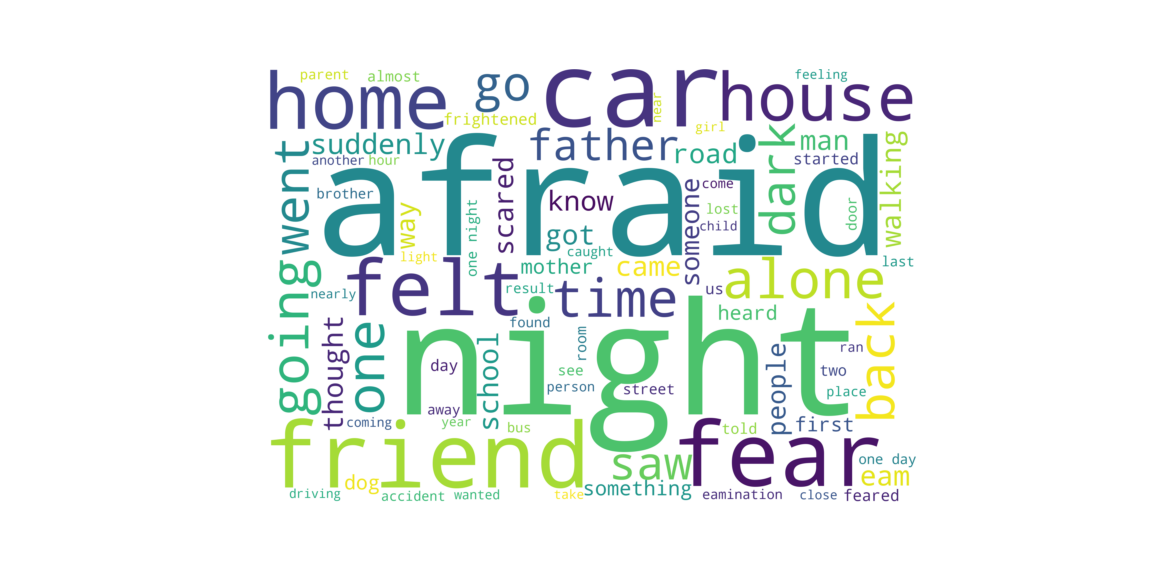 parent
almost
home
go
car
house
feeling
near
frightened
girl
suddenly
father
road
dark
man
started
walking
another
hour
went
afraid
brother
scared
know
someone
come
lost
child
door
way
one night
got
caught
light
mother
came
last
going
nearly
felt
result
time
us
alone
heard
back
thought
one
found
night
room
see
person
street
people
ran
two
place
day
school
away
coming
year
bus
told
first
friend
saw
fear
one day
eam
dog
something
driving
accident
wanted
take
eamination
close
feared